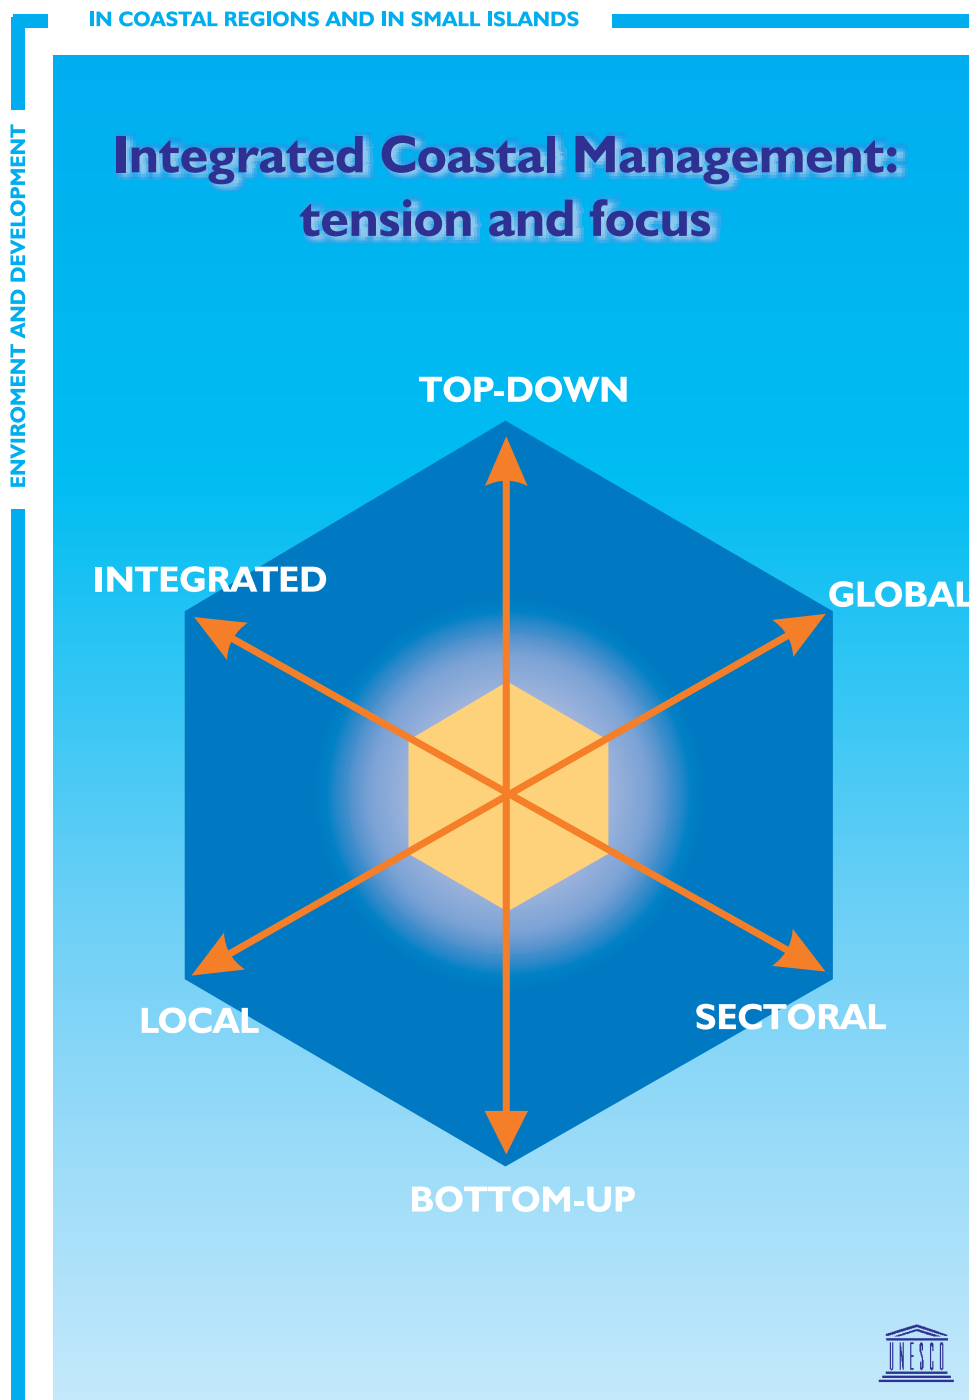 IN COASTAL REGIONS AND IN SMALL ISLANDS
ENVIROMENT AND DEVELOPMENT
Integrated Coastal Management:
tension and focus
TOP-DOWN
INTEGRATED
GLOBAL
LOCAL
SECTORAL
BOTTOM-UP
UNESCO